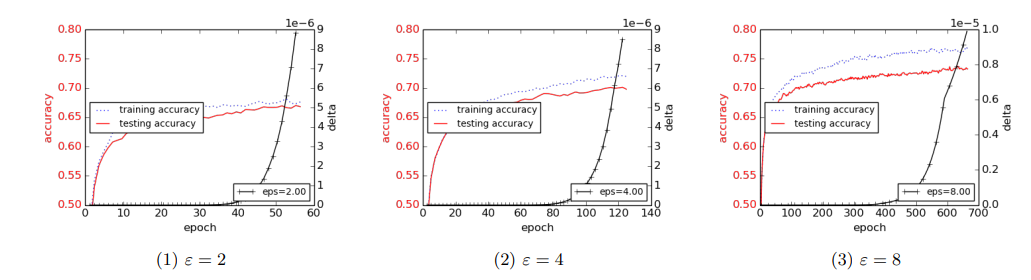 1e−6
0.80
0.75
0.70
0.65
0.60
0.55
0.50
accuracy
training accuracy
testing accuracy
eps=2.00
9
8
7
6
5
4
3
2
1
0
delta
0 10 20 30 40 50 60
epoch
(1) ε = 2
1e−6
0.80
0.75
0.70
0.65
0.60
0.55
0.50
accuracy
training accuracy
testing accuracy
eps=4.00
9
8
7
6
5
4
3
2
1
0
delta
0 20 40 60 80 100 120 140
epoch
(2) ε = 4
1e−5
0.80
0.75
0.70
0.65
0.60
0.55
0.50
accuracy
training accuracy
testing accuracy
eps=8.00
1.0
0.8
0.6
0.4
0.2
0.0
delta
0 100 200 300 400 500 600 700
epoch
(3) ε = 8